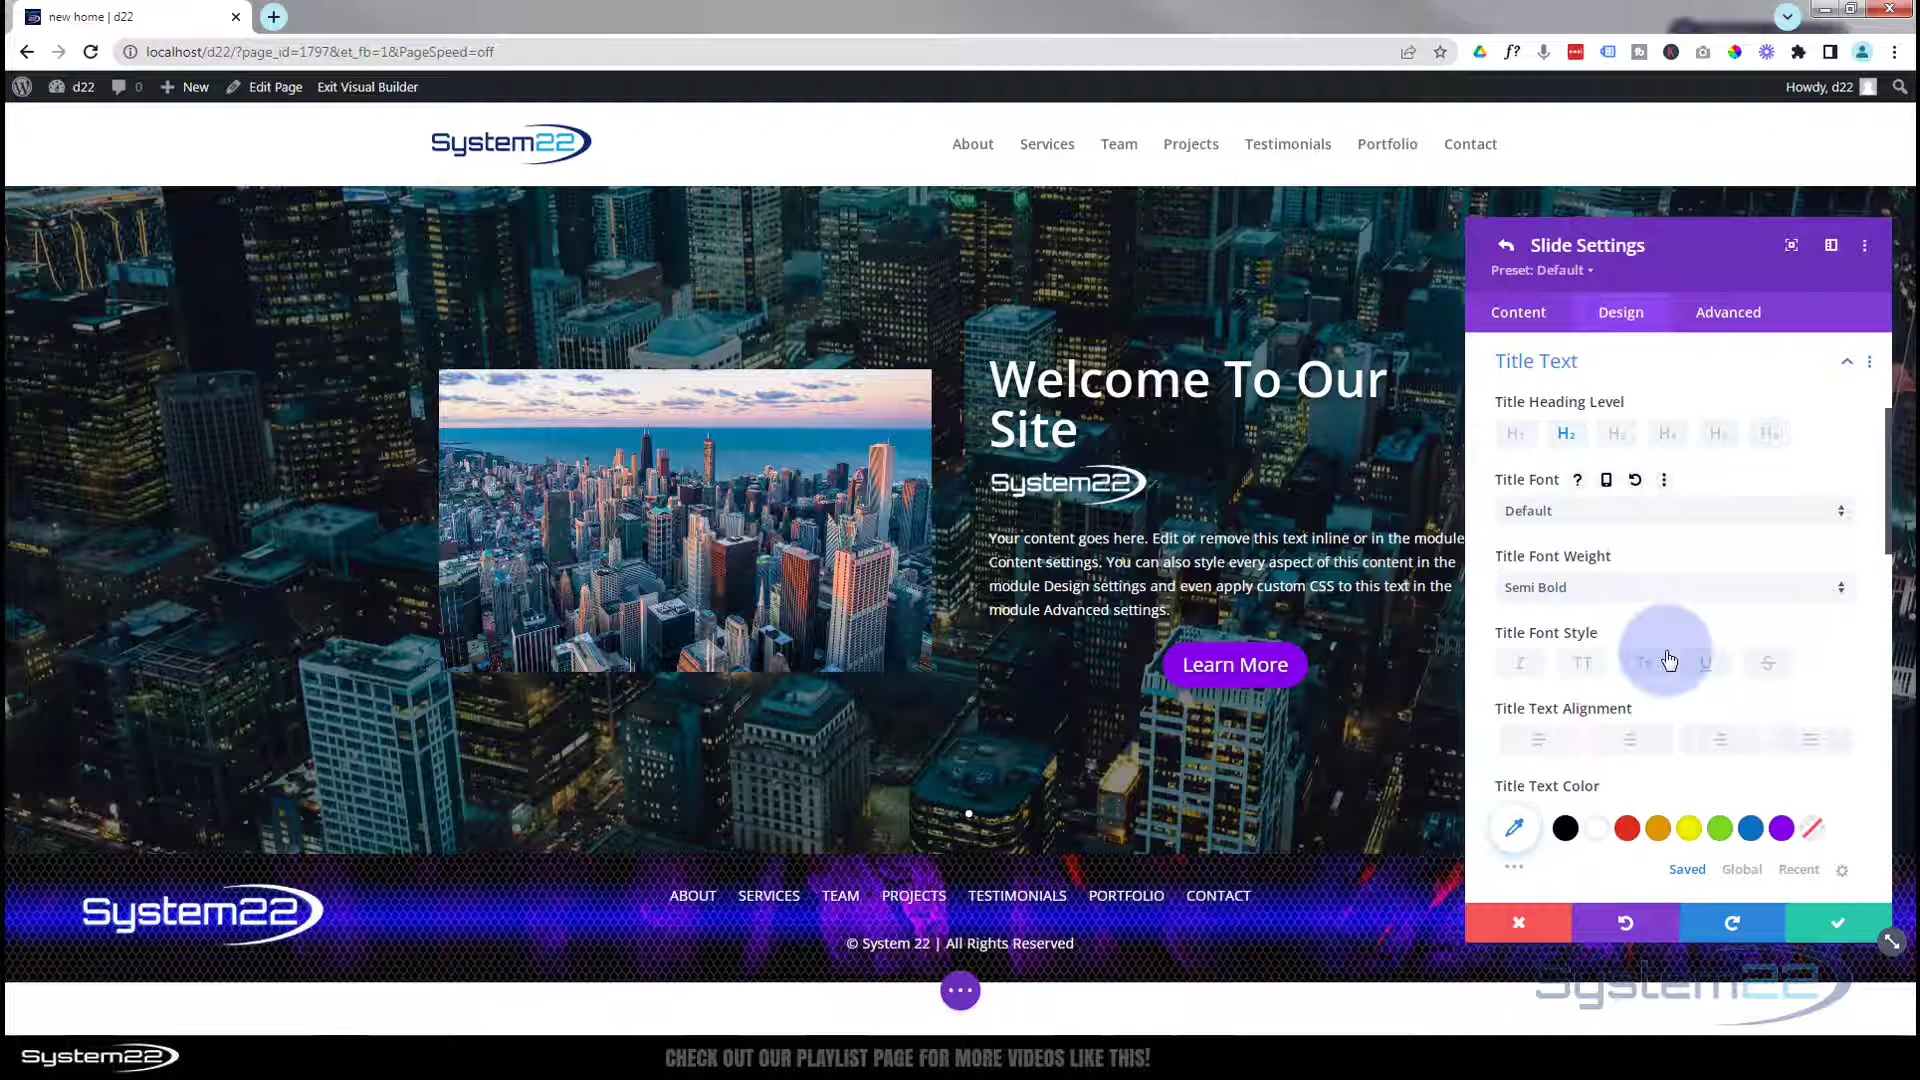 new home | d22
localhost/d22/?page_id=1797&et_fb=1&PageSpeed=off
d22 0 New Edit Page Exit Visual Builder Howdy, d22
System22
About Services Team Projects Testimonials Portfolio Contact
Slide Settings
Preset: Default
Content Design Advanced
Title Text
Title Heading Level
H1 H2 H3 H4 H5 H6
Title Font
Default
Title Font Weight
Semi Bold
Title Font Style
I TT Tt U S
Title Text Alignment
Title Text Color
Saved Global Recent
Welcome To Our
Site
System22
Your content goes here. Edit or remove this text inline or in the module
Content settings. You can also style every aspect of this content in the
module Design settings and even apply custom CSS to this text in the
module Advanced settings.
Learn More
System22
ABOUT SERVICES TEAM PROJECTS TESTIMONIALS PORTFOLIO CONTACT
© System 22 | All Rights Reserved
System22
System22
CHECK OUT OUR PLAYLIST PAGE FOR MORE VIDEOS LIKE THIS!